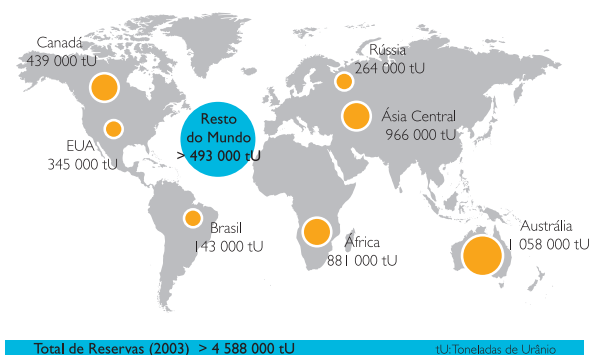 Canadá
439 000 tU
Rússia
264 000 tU
Resto
do Mundo
> 493 000 tU
Ásia Central
966 000 tU
EUA
345 000 tU
Brasil
143 000 tU
África
881 000 tU
Austrália
1 058 000 tU
Total de Reservas (2003) > 4 588 000 tU
tU: Toneladas de Urânio